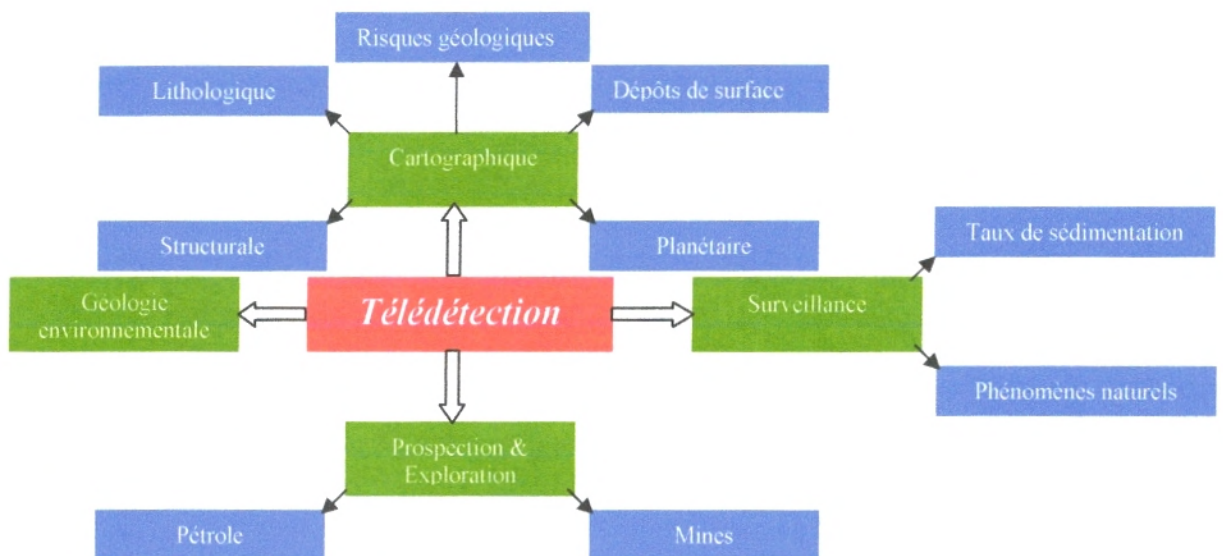 Risques géologiques
Lithologique
Dépôts de surface
Cartographique
Structurale
Planétaire
Taux de sédimentation
Géologie
environnementale
Télédétection
Surveillance
Phénomènes naturels
Prospection &
Exploration
Pétrole
Mines